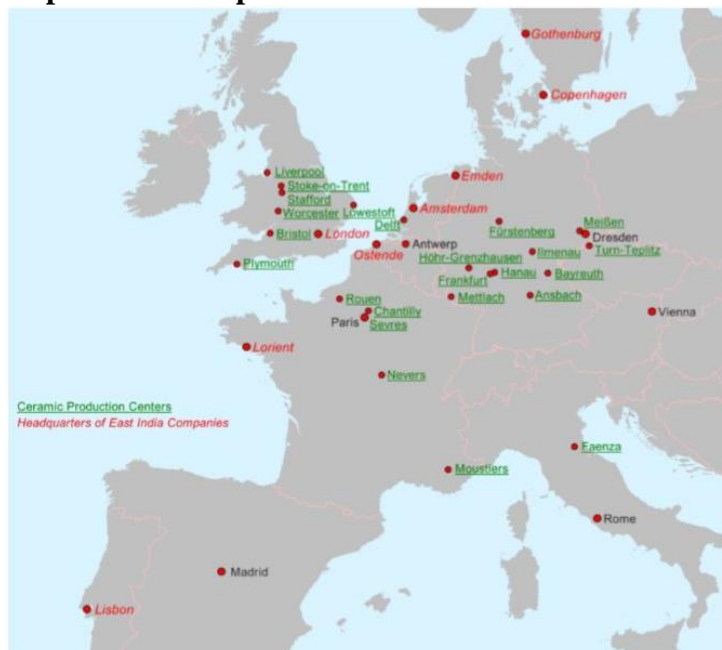 Gothenburg
Copenhagen
Liverpool
Stoke-on-Trent
Stafford
Worcester
Lowestoft
Bristol
London
Plymouth
Emden
Amsterdam
Delft
Ostende
Antwerp
Fürstenberg
Meißen
Dresden
Turn-Teplitz
Höhr-Grenzhausen
Ilmenau
Frankfurt
Hanau
Bayreuth
Mettlach
Ansbach
Rouen
Chantilly
Paris
Sevres
Vienna
Lorient
Nevers
Ceramic Production Centers
Headquarters of East India Companies
Faenza
Moustiers
Rome
Madrid
Lisbon